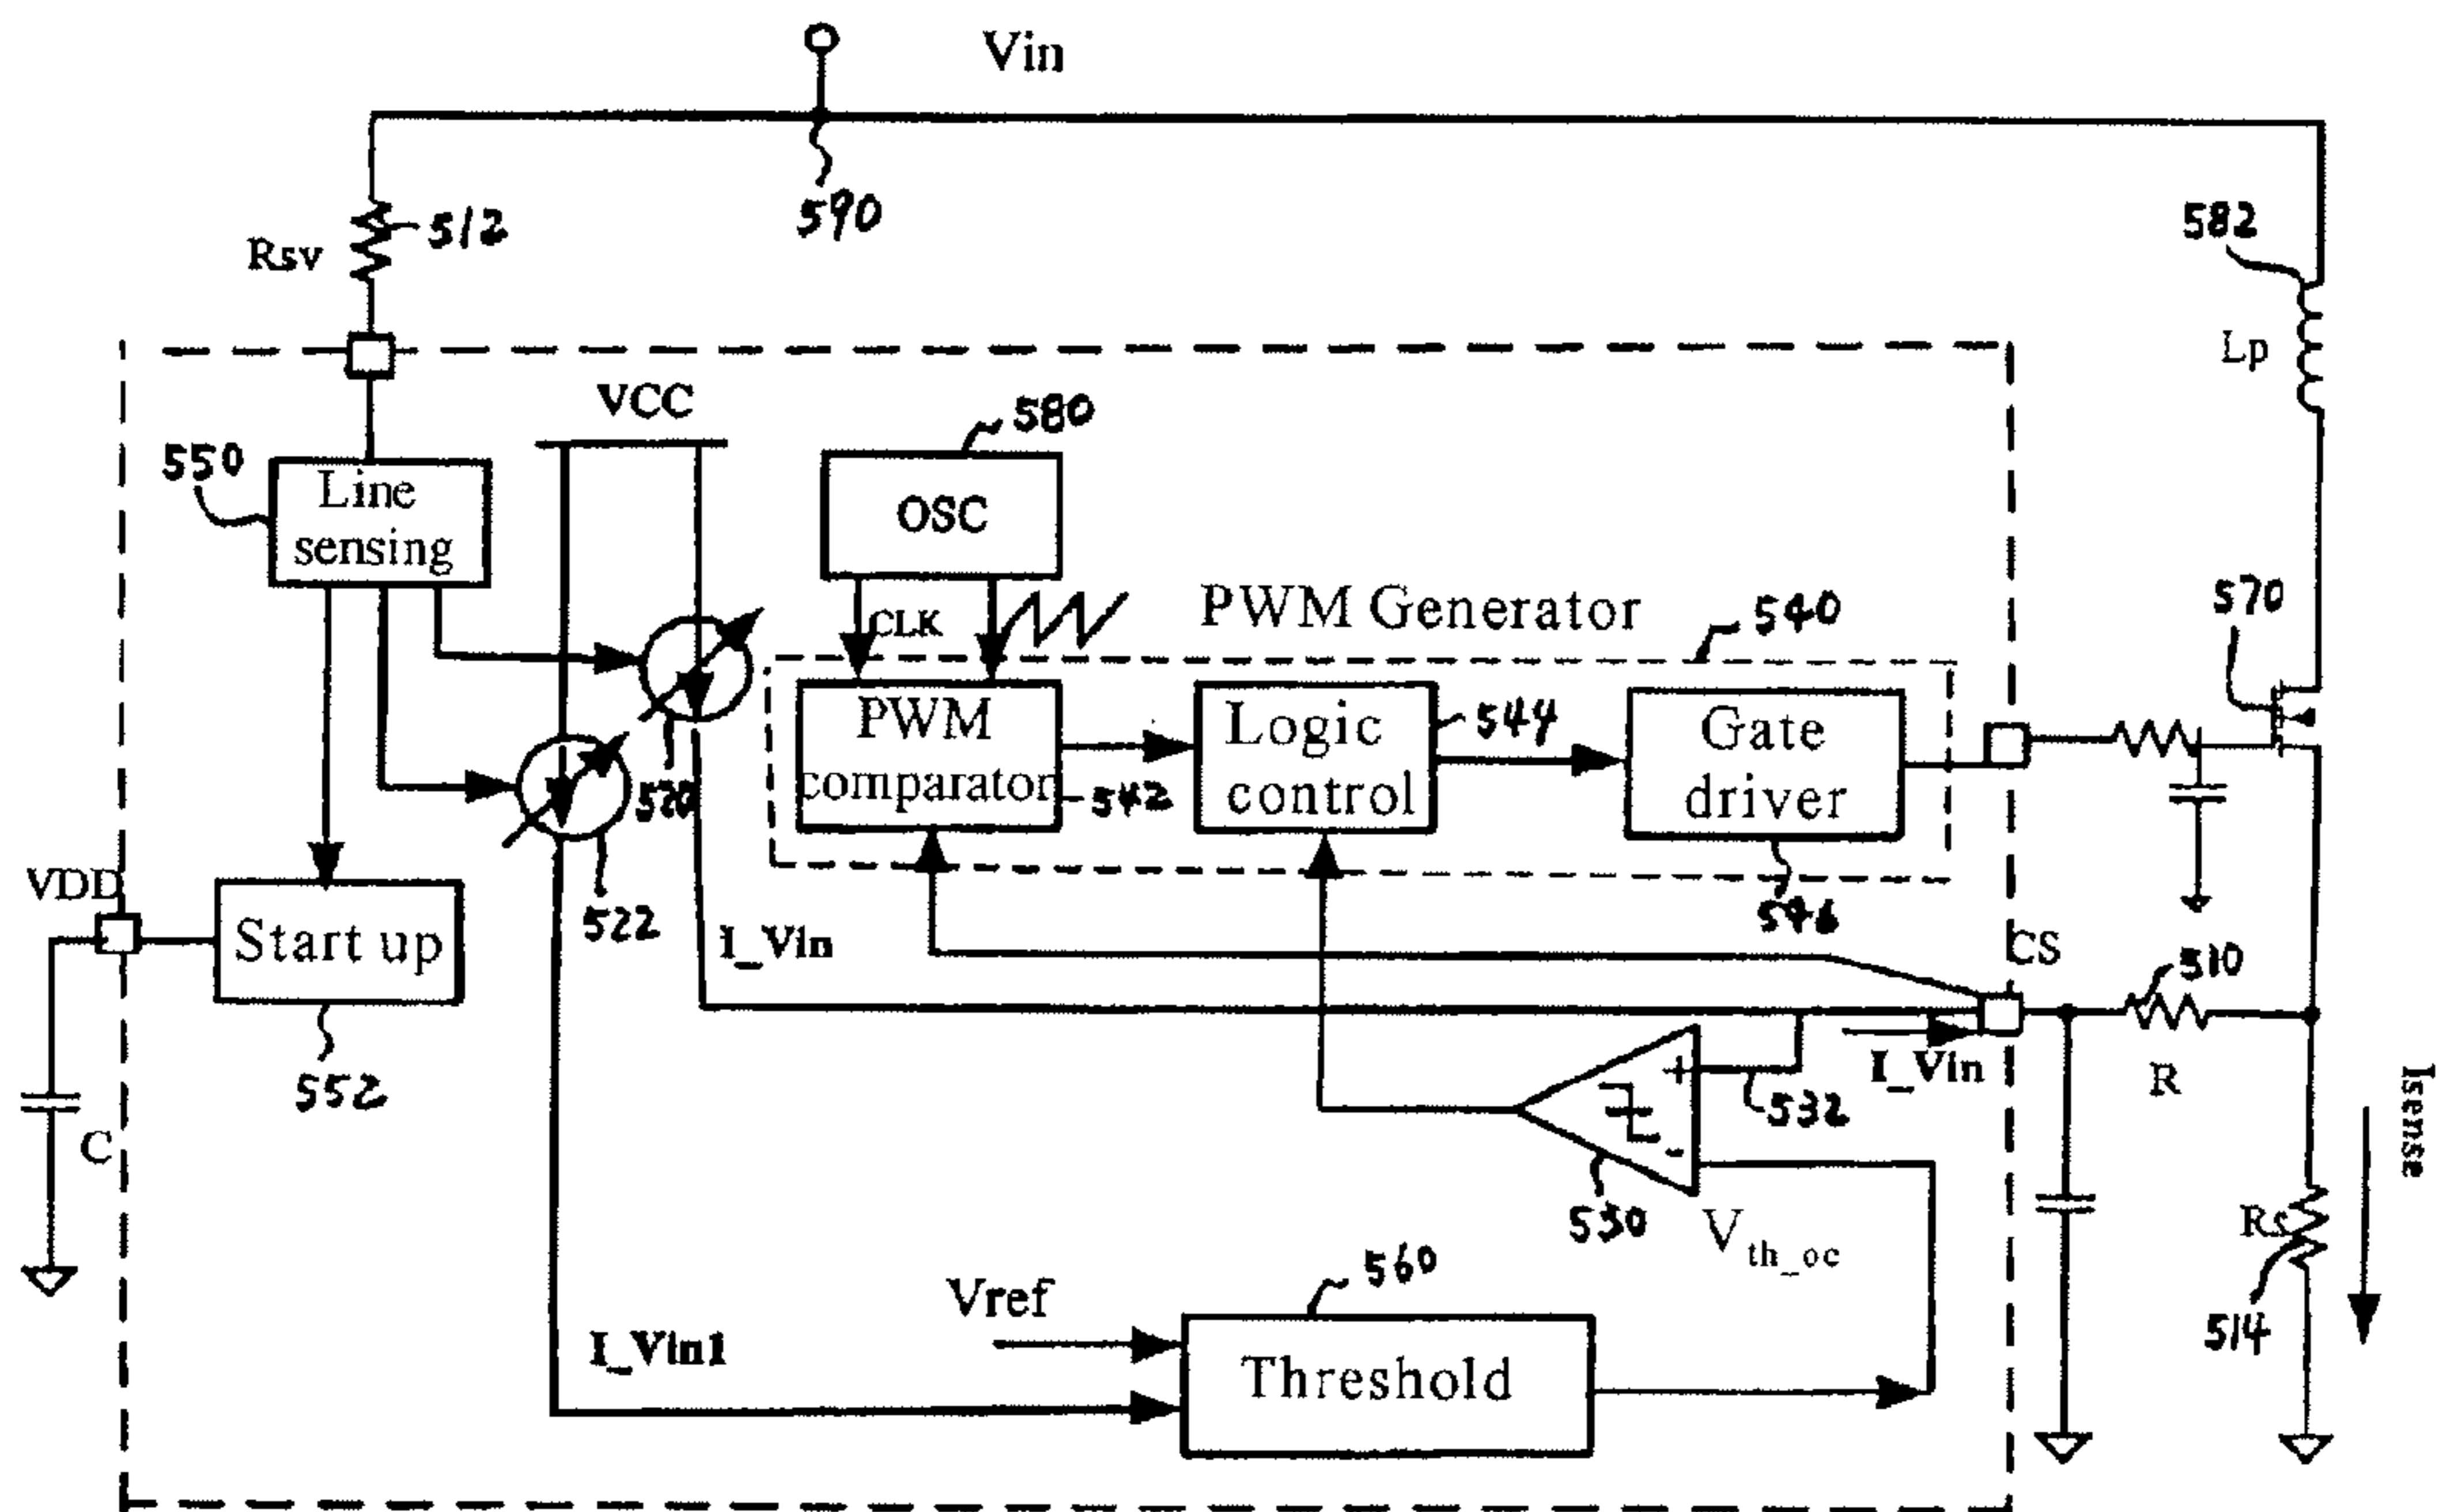 Vin
590
512
Rsv
582
Lp
VCC
580
550
Line
sensing
OSC
CLK
PWM Generator
540
570
PWM
comparator
542
Logic
control
544
Gate
driver
546
520
522
VDD
Start up
552
C
I_Vin
CS
510
R
I_Vin
Isense
+
-
532
530
Vth_oc
Rs
514
Vref
560
I_Vin1
Threshold